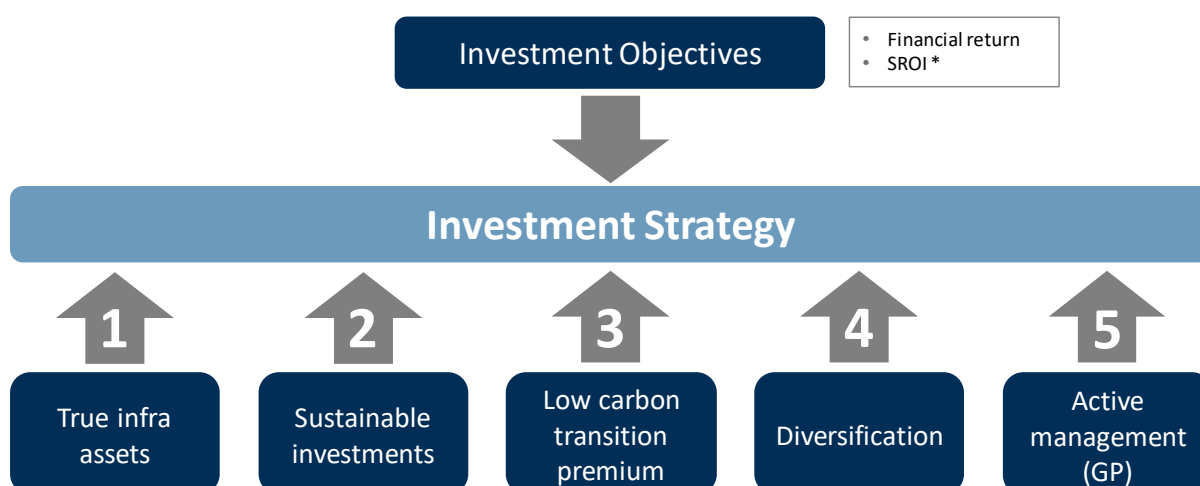 Investment Objectives
• Financial return
• SROI *
Investment Strategy
1
2
3
4
5
True infra
assets
Sustainable
investments
Low carbon
transition
premium
Diversification
Active
management
(GP)